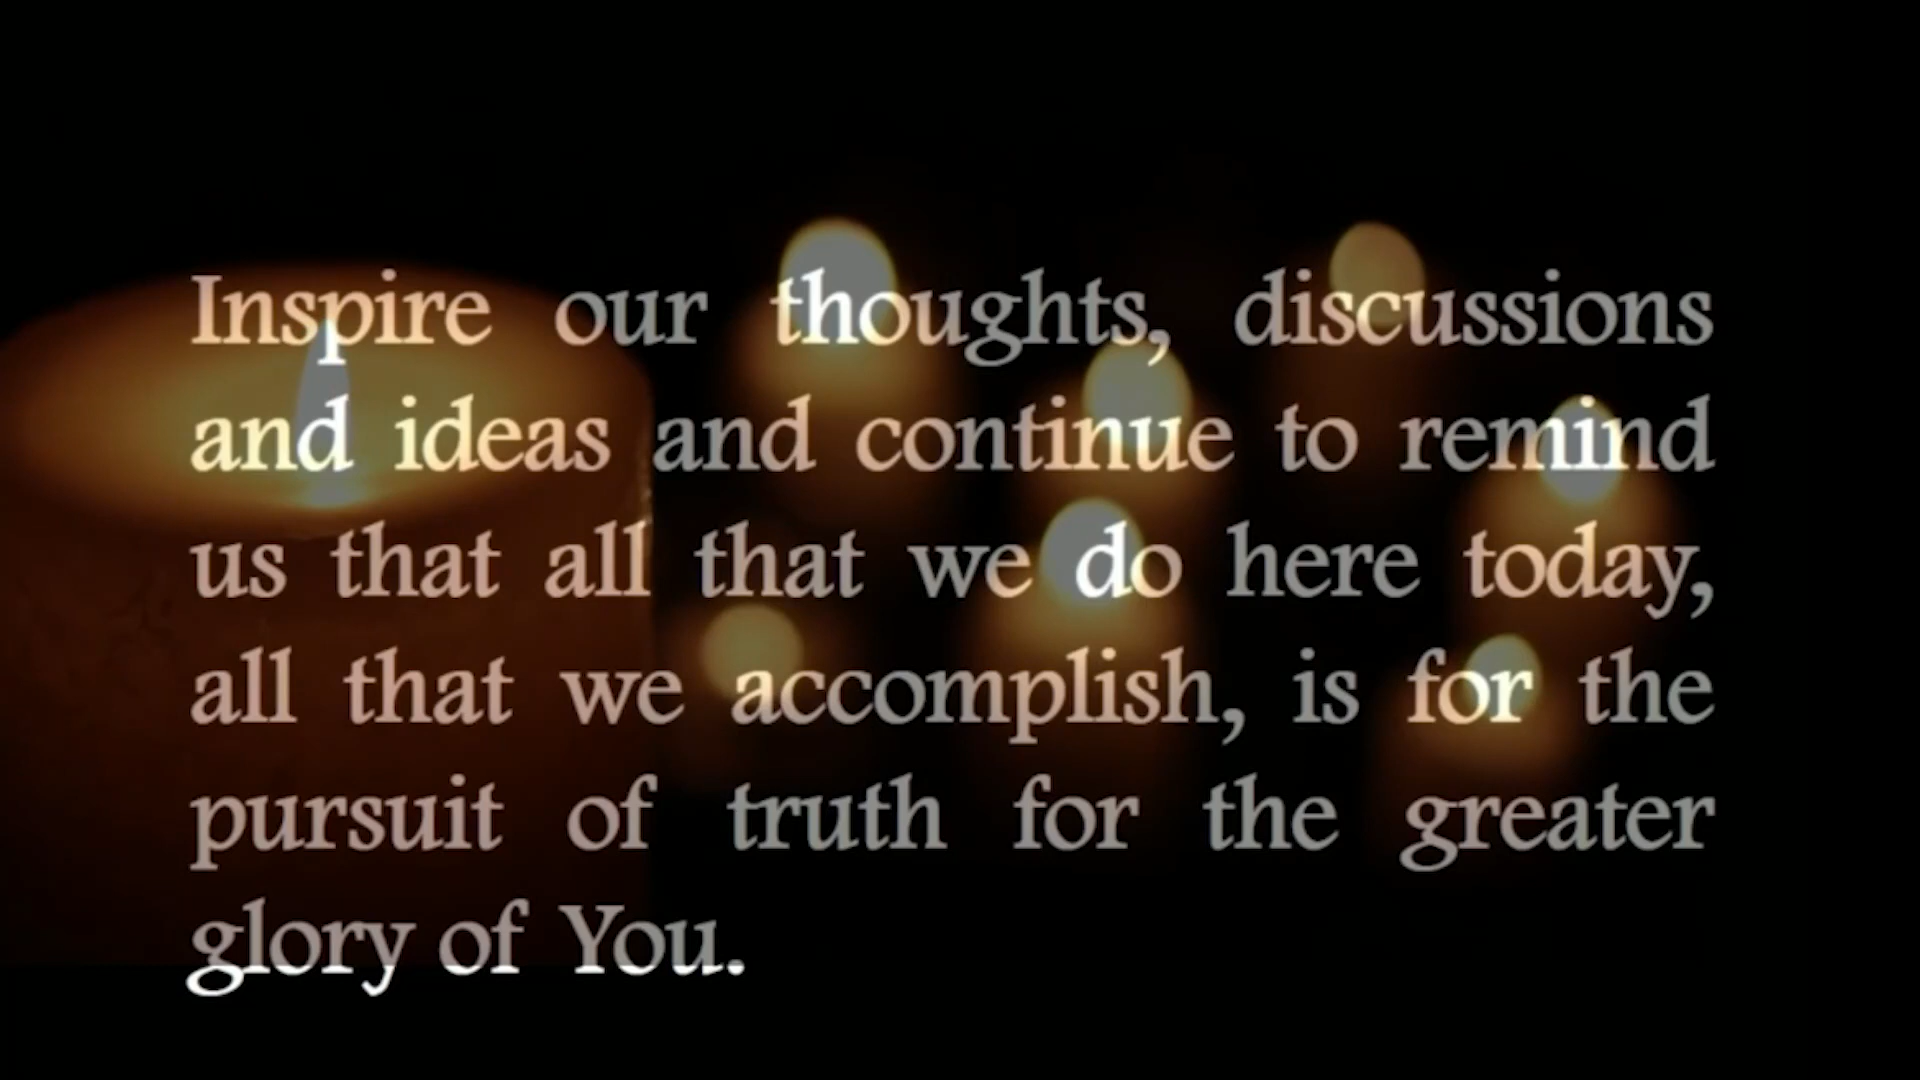 Inspire our thoughts, discussions
and ideas and continue to remind
us that all that we do here today,
all that we accomplish, is for the
pursuit of truth for the greater
glory of You.